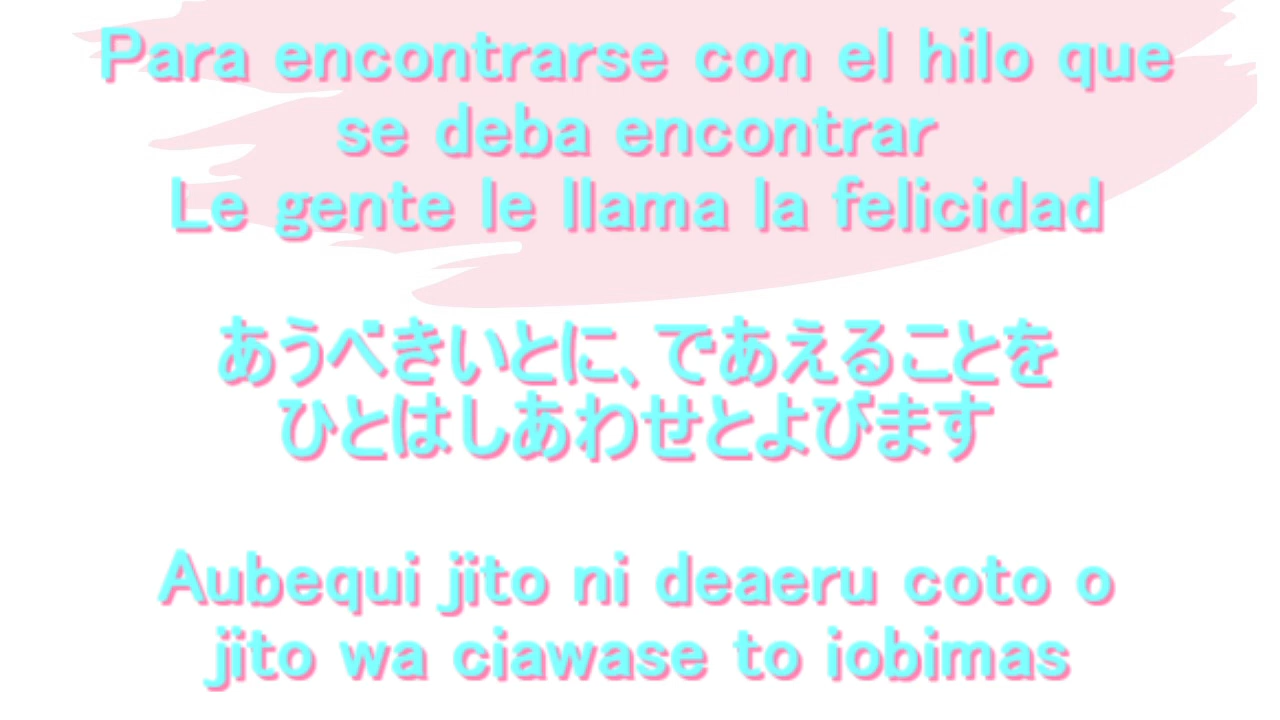 Para encontrarse con el hilo que
se deba encontrar
Le gente le llama la felicidad
あうべきいとに、であえることを
ひとはしあわせとよびます
Aubequi jito ni deaeru coto o
jito wa ciawase to iobimas